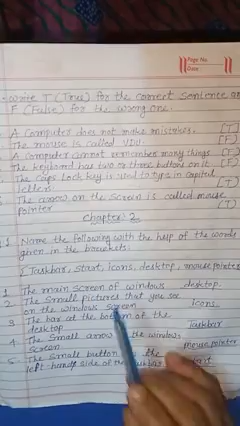 Page No.
Date:
write T (True) for the correct sentence or
F (False) for the wrong one.
A Computer does not make mistakes. [T]
The mouse is called VDU. [F]
A Computer cannot remember many things [F]
The keyboard has two or three buttons on it [F]
The Caps Lock key is used to type in capital
letters. [T]
The arrow on the screen is called mouse
pointer [T]
Chapter 2
1 Name the following with the help of the words
given in the brackets:
[Taskbar, start, icons, desktop, mouse pointer
1 The main screen of windows desktop.
2 The small pictures that you see
on the windows screen icons
3 The bar at the bottom of the
desktop Taskbar
4 The small arrow the windows
screen mouse pointer
5 The small button the
left-hand side of the